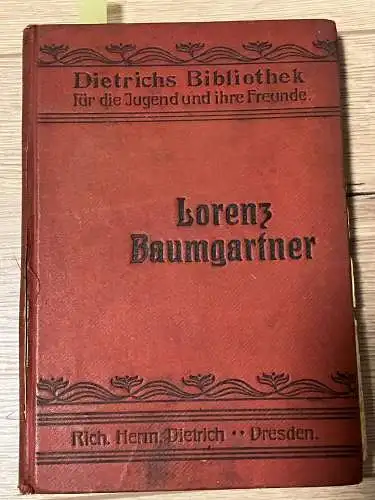 Dietrichs Bibliothek
für die Jugend und ihre Freunde.
Lorenz
Baumgartner
Rich. Herm. Dietrich ·· Dresden.